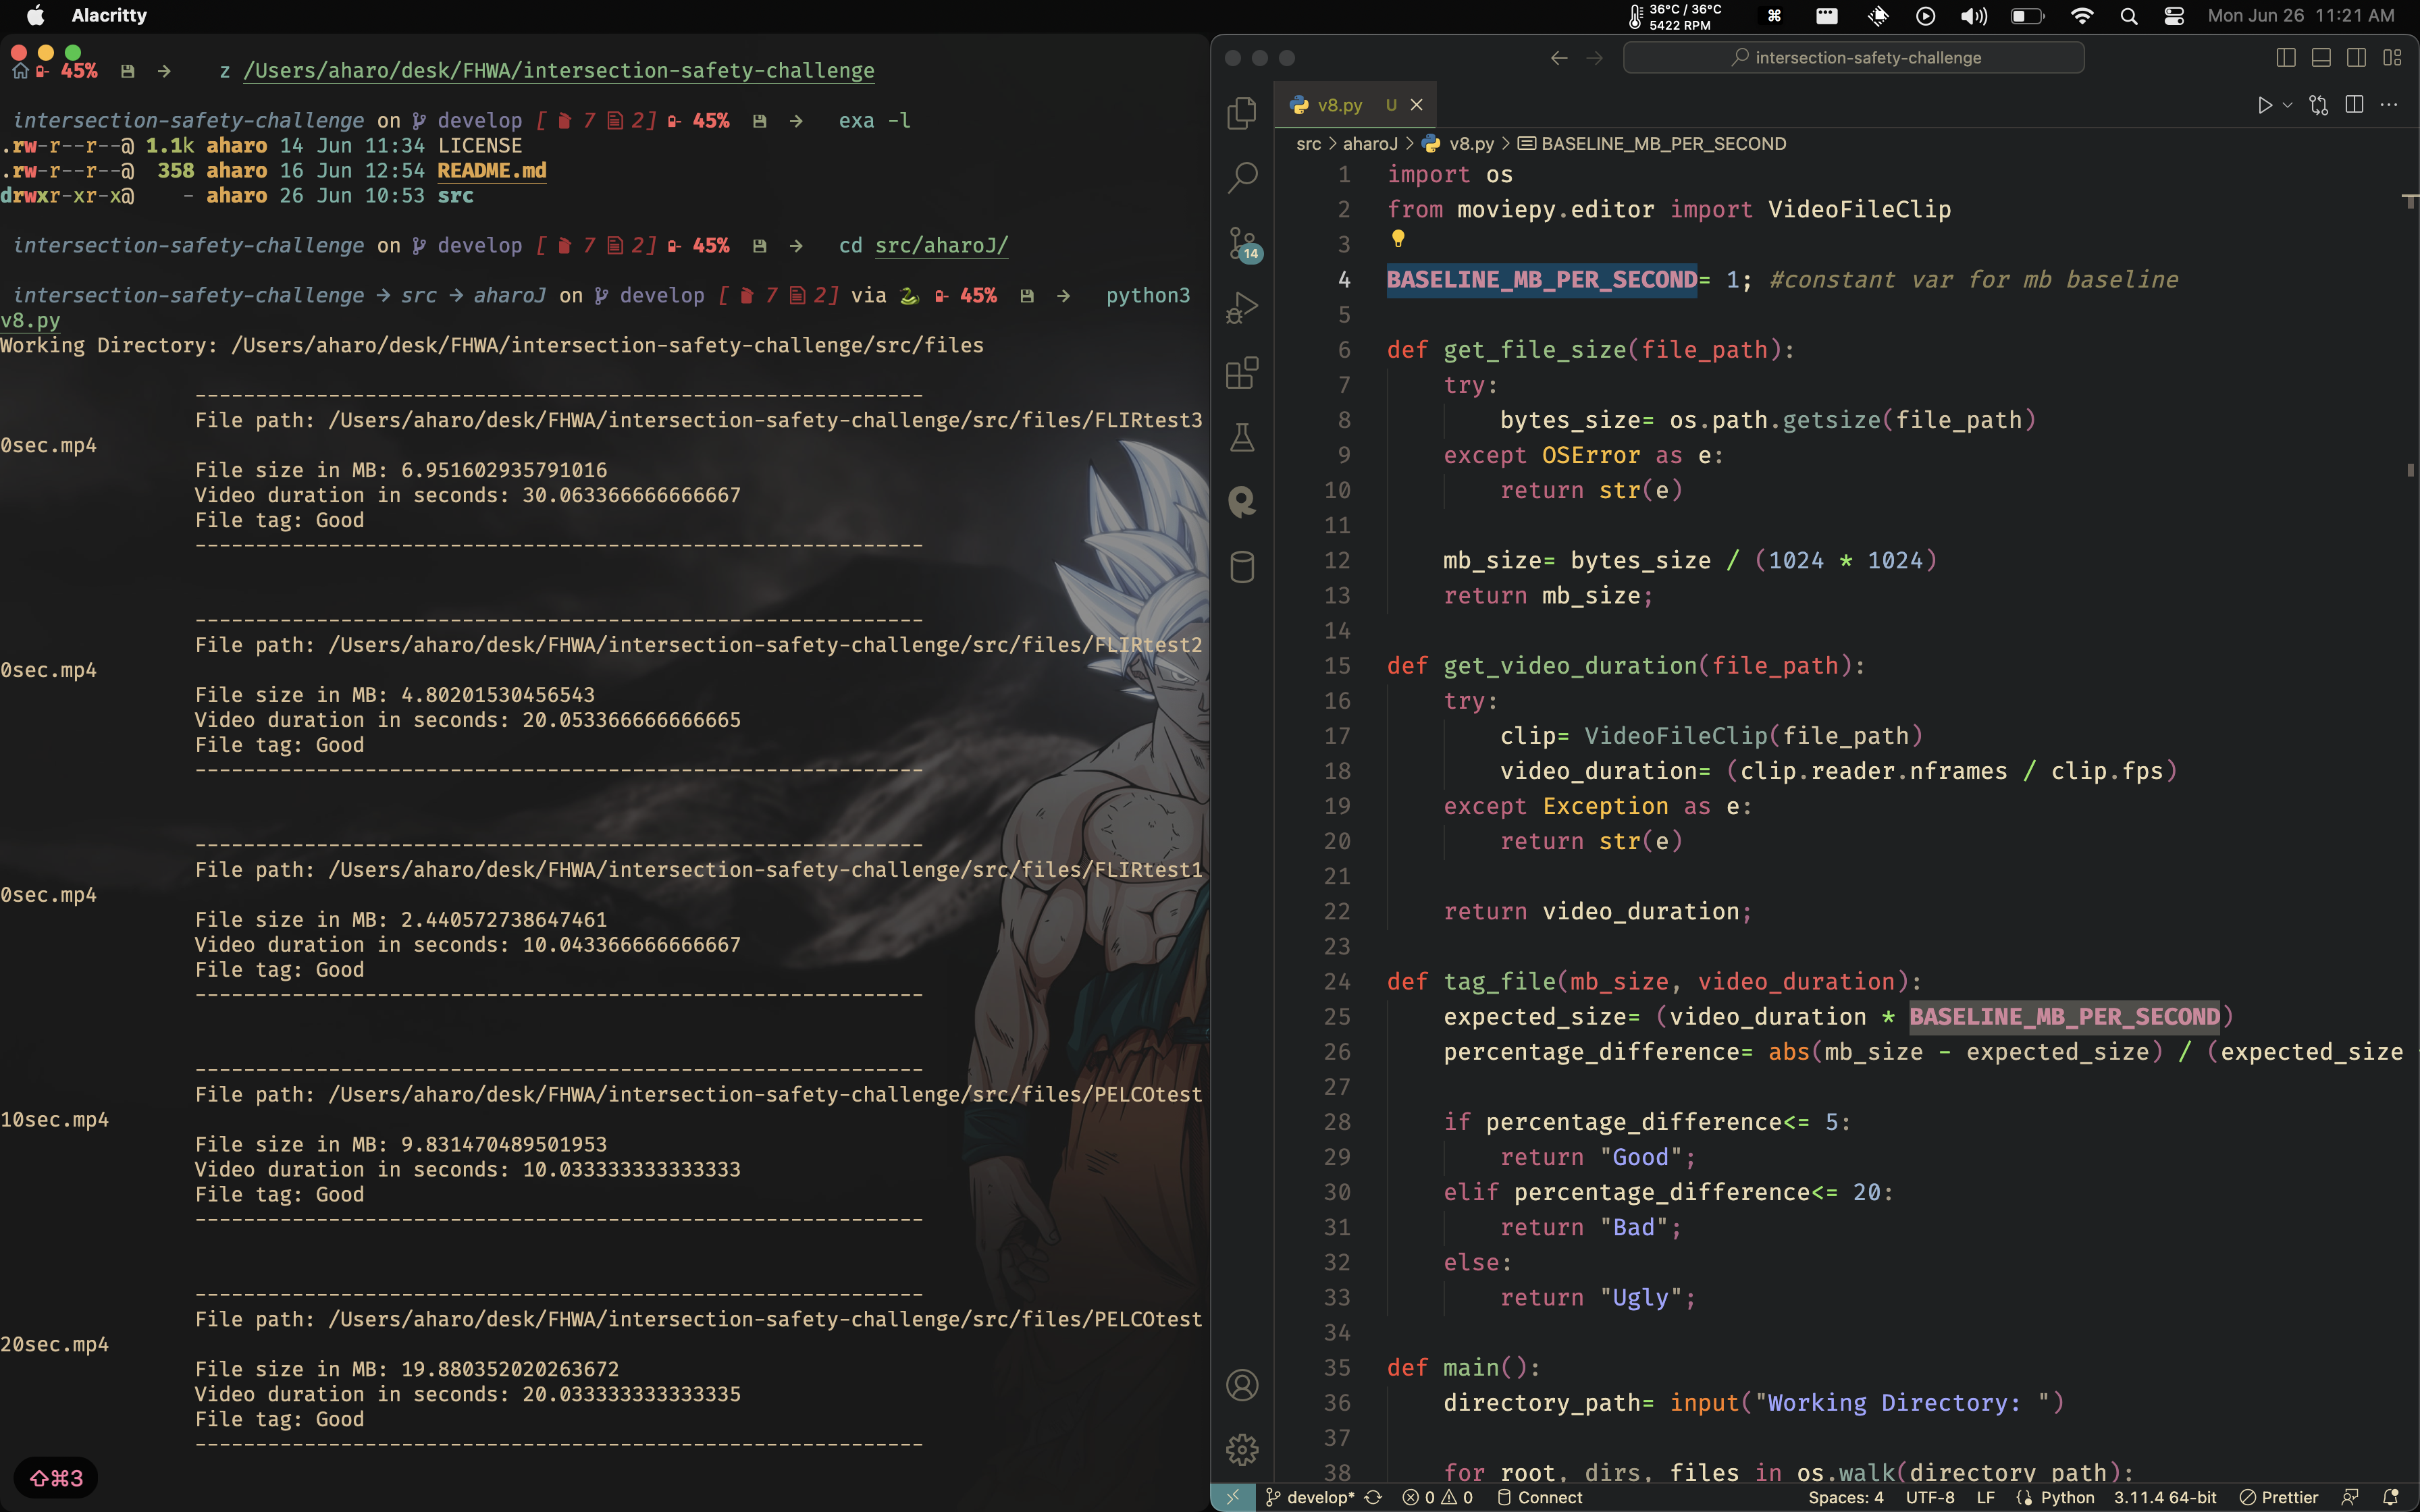 Alacritty
36°C / 36°C
5422 RPM
Mon Jun 26 11:21 AM
45% → z /Users/aharo/desk/FHWA/intersection-safety-challenge
intersection-safety-challenge on develop [ 7 2] 45% → exa -l
.rw-r--r--@ 1.1k aharo 14 Jun 11:34 LICENSE
.rw-r--r--@ 358 aharo 16 Jun 12:54 README.md
drwxr-xr-x@ - aharo 26 Jun 10:53 src
intersection-safety-challenge on develop [ 7 2] 45% → cd src/aharoJ/
intersection-safety-challenge → src → aharoJ on develop [ 7 2] via 🐍 45% → python3
v8.py
Working Directory: /Users/aharo/desk/FHWA/intersection-safety-challenge/src/files
------------------------------------------------------------
File path: /Users/aharo/desk/FHWA/intersection-safety-challenge/src/files/FLIRtest3
0sec.mp4
File size in MB: 6.951602935791016
Video duration in seconds: 30.063366666666667
File tag: Good
------------------------------------------------------------
------------------------------------------------------------
File path: /Users/aharo/desk/FHWA/intersection-safety-challenge/src/files/FLIRtest2
0sec.mp4
File size in MB: 4.80201530456543
Video duration in seconds: 20.053366666666665
File tag: Good
------------------------------------------------------------
------------------------------------------------------------
File path: /Users/aharo/desk/FHWA/intersection-safety-challenge/src/files/FLIRtest1
0sec.mp4
File size in MB: 2.440572738647461
Video duration in seconds: 10.043366666666667
File tag: Good
------------------------------------------------------------
------------------------------------------------------------
File path: /Users/aharo/desk/FHWA/intersection-safety-challenge/src/files/PELCOtest
10sec.mp4
File size in MB: 9.831470489501953
Video duration in seconds: 10.033333333333333
File tag: Good
------------------------------------------------------------
------------------------------------------------------------
File path: /Users/aharo/desk/FHWA/intersection-safety-challenge/src/files/PELCOtest
20sec.mp4
File size in MB: 19.880352020263672
Video duration in seconds: 20.033333333333335
File tag: Good
------------------------------------------------------------
⇧⌘3
intersection-safety-challenge
v8.py U
src > aharoJ > v8.py > BASELINE_MB_PER_SECOND
14
1 import os
2 from moviepy.editor import VideoFileClip
3
4 BASELINE_MB_PER_SECOND= 1; #constant var for mb baseline
5
6 def get_file_size(file_path):
7 try:
8 bytes_size= os.path.getsize(file_path)
9 except OSError as e:
10 return str(e)
11
12 mb_size= bytes_size / (1024 * 1024)
13 return mb_size;
14
15 def get_video_duration(file_path):
16 try:
17 clip= VideoFileClip(file_path)
18 video_duration= (clip.reader.nframes / clip.fps)
19 except Exception as e:
20 return str(e)
21
22 return video_duration;
23
24 def tag_file(mb_size, video_duration):
25 expected_size= (video_duration * BASELINE_MB_PER_SECOND)
26 percentage_difference= abs(mb_size - expected_size) / (expected_size
27
28 if percentage_difference<= 5:
29 return "Good";
30 elif percentage_difference<= 20:
31 return "Bad";
32 else:
33 return "Ugly";
34
35 def main():
36 directory_path= input("Working Directory: ")
37
38 for root, dirs, files in os.walk(directory_path):
develop* 0 0 Connect Spaces: 4 UTF-8 LF Python 3.11.4 64-bit Prettier